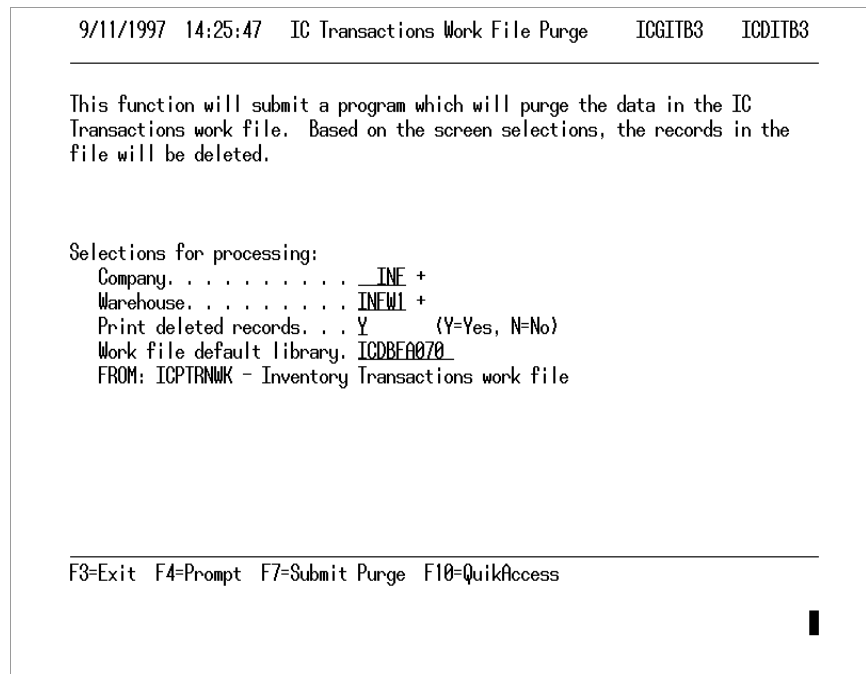 9/11/1997  14:25:47   IC Transactions Work File Purge      ICGITB3    ICDITB3
This function will submit a program which will purge the data in the IC
Transactions work file.  Based on the screen selections, the records in the
file will be deleted.
Selections for processing:
Company. . . . . . . . . .   INF +
Warehouse. . . . . . . . . INFW1 +
Print deleted records. . . Y       (Y=Yes, N=No)
Work file default library. ICDBFA070
FROM: ICPTRNWK - Inventory Transactions work file
F3=Exit  F4=Prompt  F7=Submit Purge  F10=QuikAccess